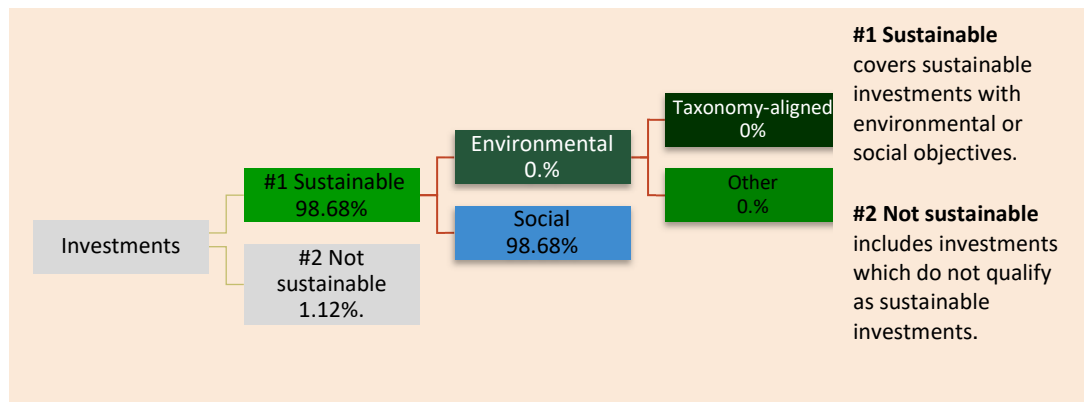 Investments
#1 Sustainable
98.68%
#2 Not
sustainable
1.12%.
Environmental
0.%
Social
98.68%
Taxonomy-aligned
0%
Other
0.%
#1 Sustainable
covers sustainable
investments with
environmental or
social objectives.
#2 Not sustainable
includes investments
which do not qualify
as sustainable
investments.